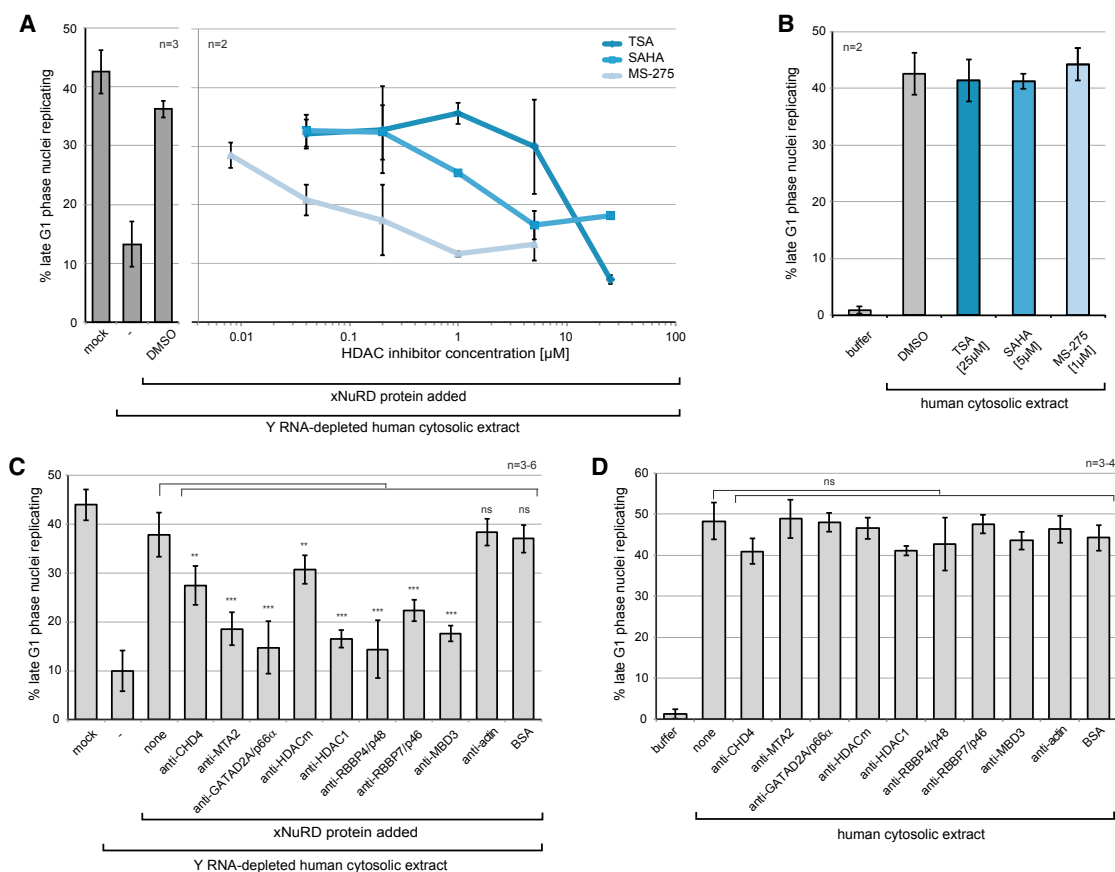 A
% late G1 phase nuclei replicating
50
40
30
20
10
0
n=3
mock
-
DMSO
n=2
TSA
SAHA
MS-275
0.01
0.1
1
10
100
HDAC inhibitor concentration [µM]
xNuRD protein added
Y RNA-depleted human cytosolic extract
B
% late G1 phase nuclei replicating
50
40
30
20
10
0
n=2
buffer
DMSO
TSA
[25µM]
SAHA
[5µM]
MS-275
[1µM]
human cytosolic extract
C
% late G1 phase nuclei replicating
50
40
30
20
10
0
n=3-6
**
***
***
**
***
***
***
***
ns
ns
mock
-
none
anti-CHD4
anti-MTA2
anti-GATAD2A/p66α
anti-HDACm
anti-HDAC1
anti-RBBP4/p48
anti-RBBP7/p46
anti-MBD3
anti-actin
BSA
xNuRD protein added
Y RNA-depleted human cytosolic extract
D
% late G1 phase nuclei replicating
60
50
40
30
20
10
0
n=3-4
ns
buffer
none
anti-CHD4
anti-MTA2
anti-GATAD2A/p66α
anti-HDACm
anti-HDAC1
anti-RBBP4/p48
anti-RBBP7/p46
anti-MBD3
anti-actin
BSA
human cytosolic extract